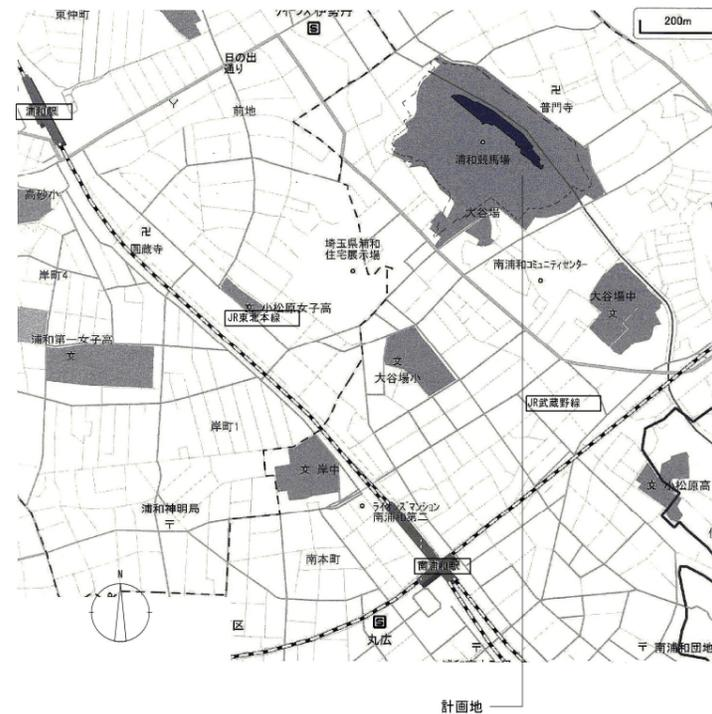 東仲町
200m
日の出
通り
浦和駅
前地
普門寺
浦和競馬場
高砂小
大谷場
円蔵寺
埼玉県浦和
住宅展示場
南浦和コミュニティセンター
岸町4
大谷場中
文
文 小松原女子高
JR東北本線
浦和第一女子高
文
文
大谷場小
JR武蔵野線
岸町1
文 岸中
文 小松原高
ライオンズマンション
南浦和第二
浦和神明局
〒
南本町
南浦和駅
N
区
S
S
丸広
〒
〒 南浦和団地
計画地